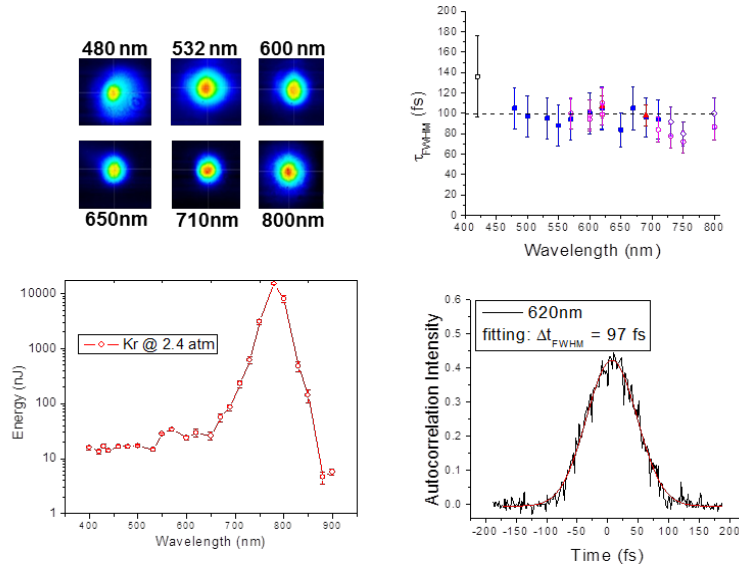 480 nm 532 nm 600 nm
650nm 710nm 800nm
200
180
160
140
120
100
80
60
40
20
0
τFWHM (fs)
400 450 500 550 600 650 700 750 800
Wavelength (nm)
10000
1000
100
10
1
Energy (nJ)
Kr @ 2.4 atm
400 500 600 700 800 900
Wavelength (nm)
0.6
0.5
0.4
0.3
0.2
0.1
0.0
Autocorrelation Intensity
620nm
fitting: ΔtFWHM = 97 fs
-200 -150 -100 -50 0 50 100 150 200
Time (fs)